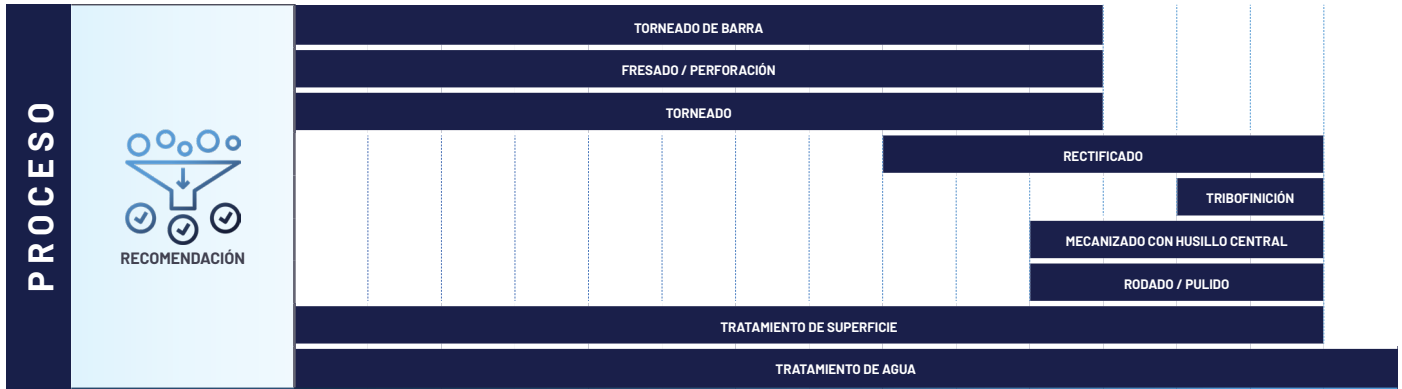 PROCESO
RECOMENDACIÓN
TORNEADO DE BARRA
FRESADO / PERFORACIÓN
TORNEADO
RECTIFICADO
TRIBOFINICIÓN
MECANIZADO CON HUSILLO CENTRAL
RODADO / PULIDO
TRATAMIENTO DE SUPERFICIE
TRATAMIENTO DE AGUA